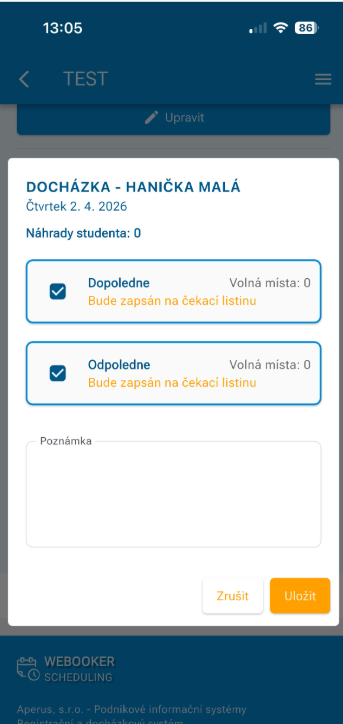 13:05
86
TEST
Upravit
DOCHÁZKA - HANIČKA MALÁ
Čtvrtek 2. 4. 2026
Náhrady studenta: 0
Dopoledne Volná místa: 0
Bude zapsán na čekací listinu
Odpoledne Volná místa: 0
Bude zapsán na čekací listinu
Poznámka
Zrušit Uložit
WEBOOKER
SCHEDULING
Aperus, s.r.o. - Podnikové informační systémy
Registrační a docházkový systém